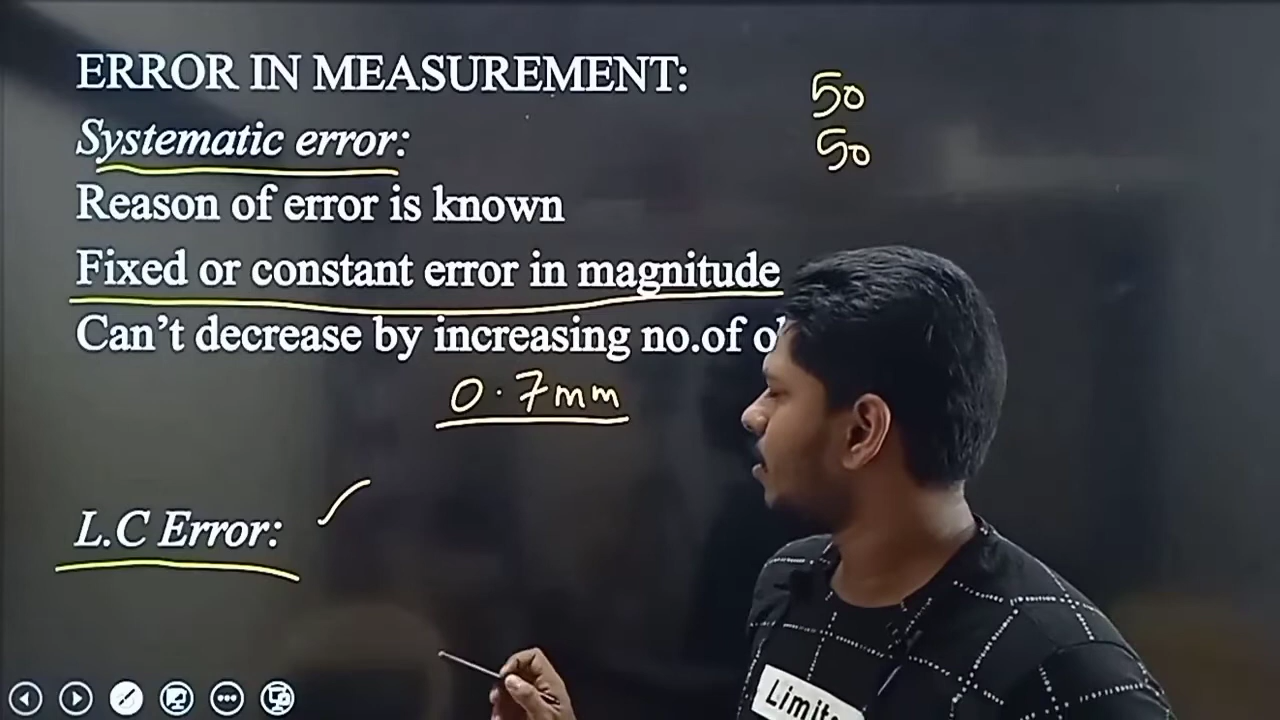 ERROR IN MEASUREMENT:
50
Systematic error:
50
Reason of error is known
Fixed or constant error in magnitude
Can't decrease by increasing no.of
0.7mm
L.C Error: